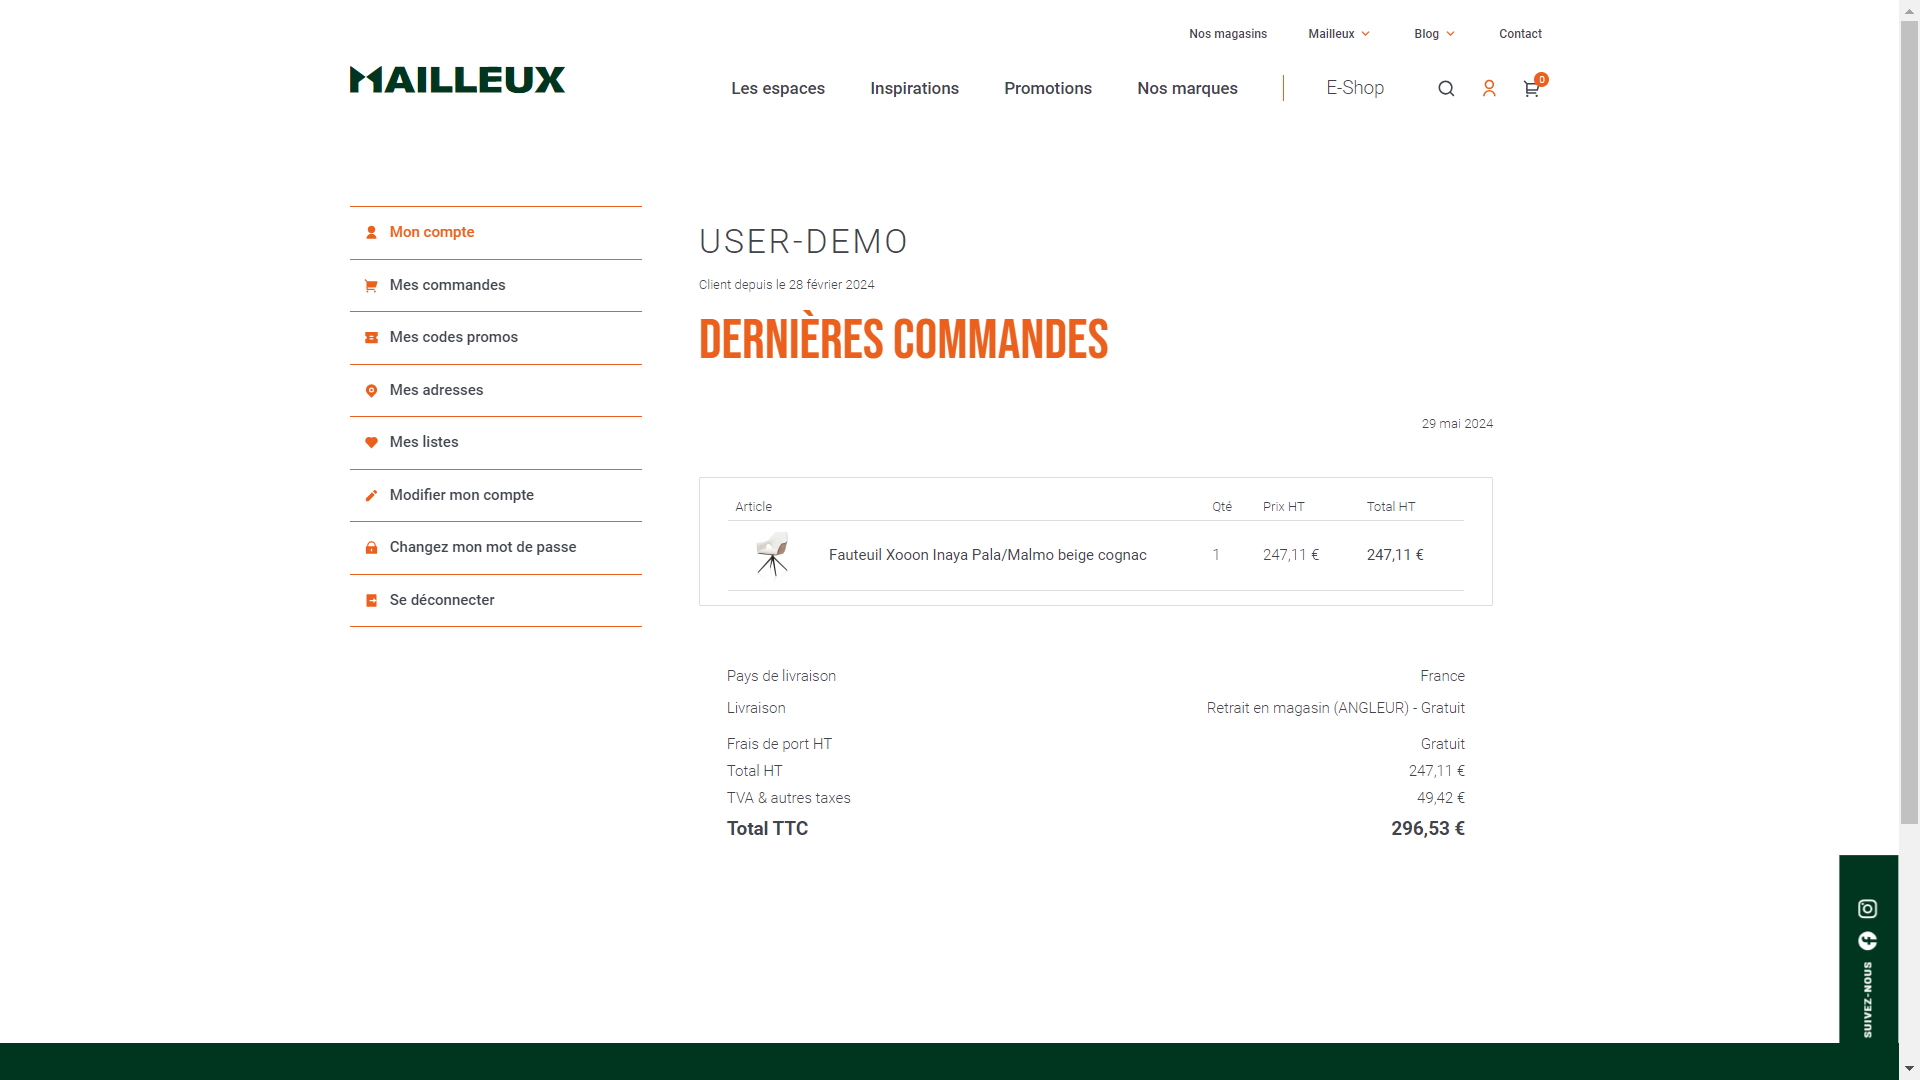 Nos magasins
Mailleux
Blog
Contact
MAILLEUX
Les espaces
Inspirations
Promotions
Nos marques
E-Shop
0
Mon compte
Mes commandes
Mes codes promos
Mes adresses
Mes listes
Modifier mon compte
Changez mon mot de passe
Se déconnecter
USER-DEMO
Client depuis le 28 février 2024
DERNIÈRES COMMANDES
29 mai 2024
Article Qté Prix HT Total HT
Fauteuil Xooon Inaya Pala/Malmo beige cognac 1 247,11 € 247,11 €
Pays de livraison France
Livraison Retrait en magasin (ANGLEUR) - Gratuit
Frais de port HT Gratuit
Total HT 247,11 €
TVA & autres taxes 49,42 €
Total TTC 296,53 €
SUIVEZ-NOUS